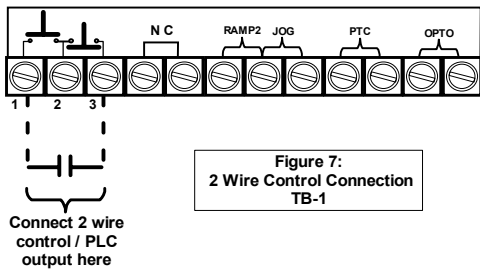 N C
RAMP2 JOG PTC OPTO
1 2 3
Figure 7:
2 Wire Control Connection
TB-1
Connect 2 wire
control / PLC
output here